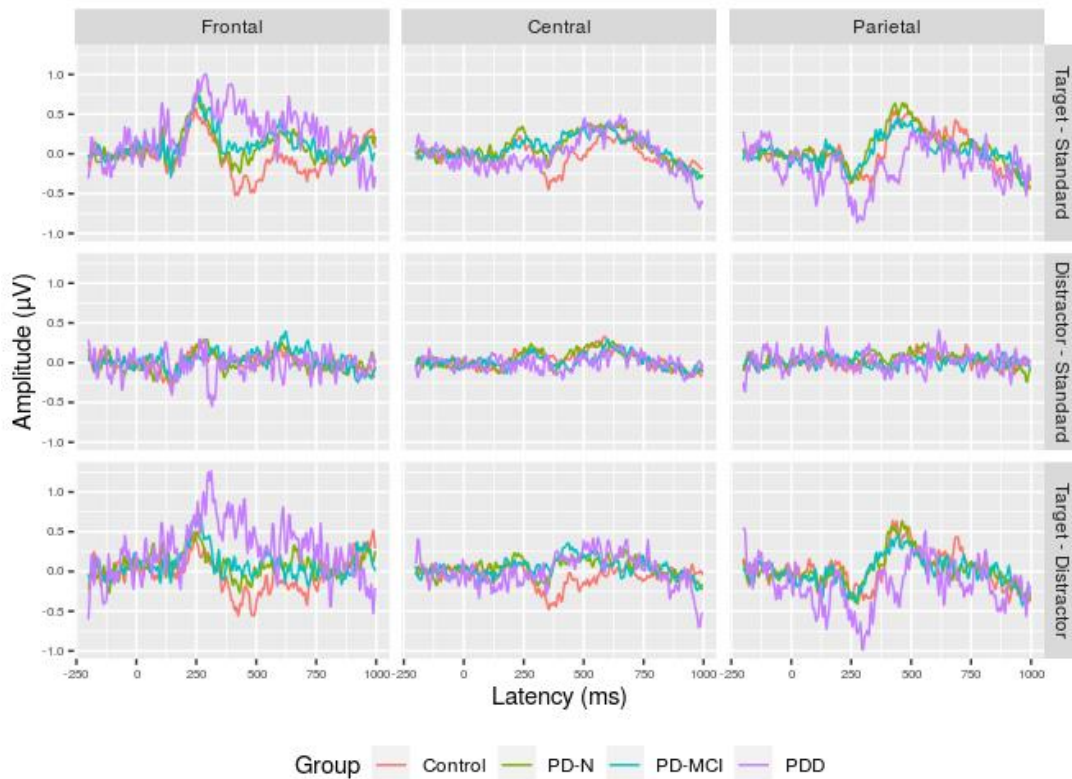 Frontal Central Parietal
1.0
0.5
0.0
-0.5
-1.0
Target - Standard
1.0
0.5
0.0
-0.5
-1.0
Distractor - Standard
1.0
0.5
0.0
-0.5
-1.0
Target - Distractor
Amplitude (µV)
-250 0 250 500 750 1000 -250 0 250 500 750 1000 -250 0 250 500 750 1000
Latency (ms)
Group Control PD-N PD-MCI PDD